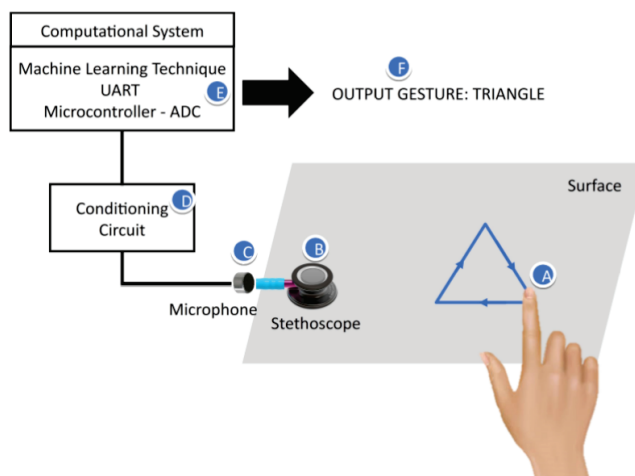 Computational System
Machine Learning Technique
UART
E
Microcontroller - ADC
F
OUTPUT GESTURE: TRIANGLE
Surface
D
Conditioning
Circuit
C
B
A
Microphone
Stethoscope